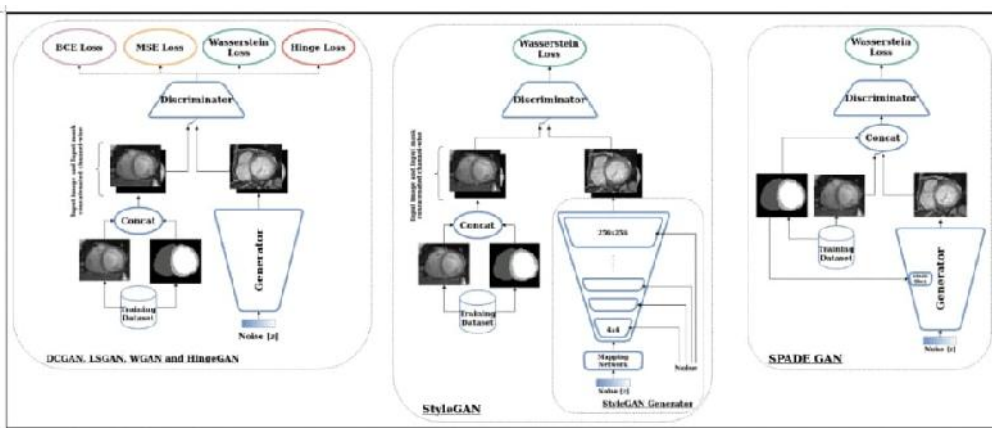 BCE Loss
MSE Loss
Wasserstein
Loss
Hinge Loss
Discriminator
Input Image and Input mask
concatenated channel-wise
Concat
Training
Dataset
Generator
Noise [z]
DCGAN, LSGAN, WGAN and HingeGAN
Wasserstein
Loss
Discriminator
Input Image and Input mask
concatenated channel-wise
Concat
Training
Dataset
256x256
4x4
Mapping
Network
Noise [z]
Noise
StyleGAN Generator
StyleGAN
Wasserstein
Loss
Discriminator
Concat
Training
Dataset
Generator
Noise [z]
SPADE GAN